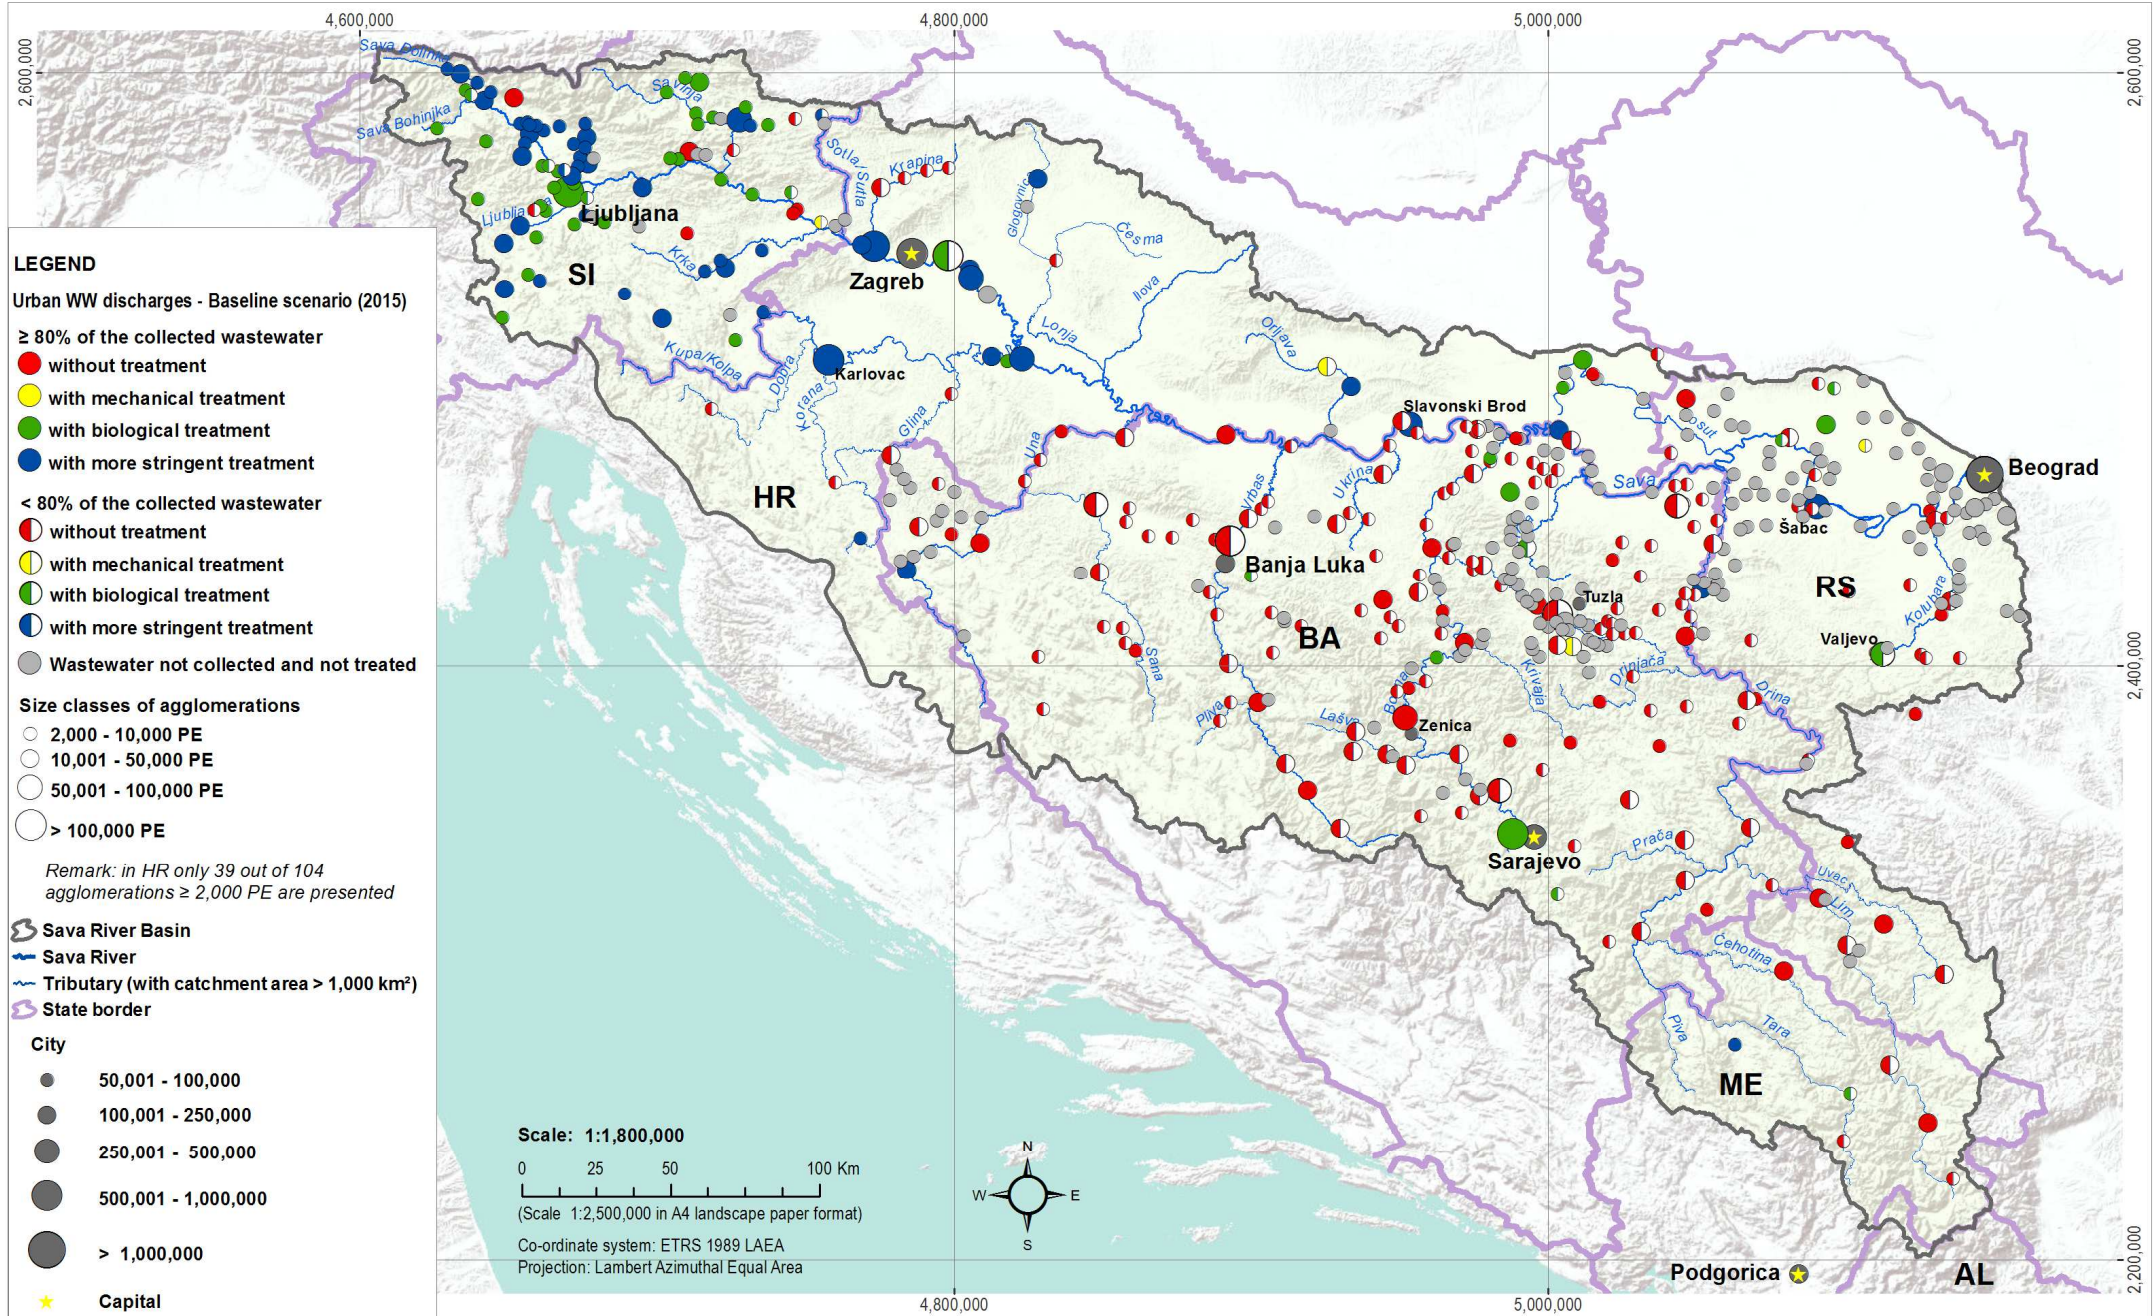 4,600,000
4,800,000
5,000,000
2,600,000
2,600,000
Sava Dolinka
Sava Bohinjka
Savinja
Sotla/Sutla
Krapina
Glogovnica
Česma
Ljubljana
SI
Krka
Zagreb
Ilova
Lonja
Orljava
Kupa/Kolpa
Dobra
Korana
Karlovac
Glina
Slavonski Brod
Bosut
Una
HR
Vrbas
Ukrina
Sava
Beograd
Šabac
Banja Luka
Tuzla
RS
Kolubara
BA
Valjevo
Sana
Krivaja
Drinjača
2,400,000
Bosna
Drina
Pliva
Lašva
Zenica
Sarajevo
Prača
Uvac
Lim
Čehotina
Piva
Tara
ME
Podgorica
AL
2,200,000
4,800,000
5,000,000
LEGEND
Urban WW discharges - Baseline scenario (2015)
≥ 80% of the collected wastewater
without treatment
with mechanical treatment
with biological treatment
with more stringent treatment
< 80% of the collected wastewater
without treatment
with mechanical treatment
with biological treatment
with more stringent treatment
Wastewater not collected and not treated
Size classes of agglomerations
2,000 - 10,000 PE
10,001 - 50,000 PE
50,001 - 100,000 PE
> 100,000 PE
Remark: in HR only 39 out of 104
agglomerations ≥ 2,000 PE are presented
Sava River Basin
Sava River
Tributary (with catchment area > 1,000 km²)
State border
City
50,001 - 100,000
100,001 - 250,000
250,001 - 500,000
500,001 - 1,000,000
> 1,000,000
Capital
Scale: 1:1,800,000
0 25 50 100 Km
(Scale 1:2,500,000 in A4 landscape paper format)
Co-ordinate system: ETRS 1989 LAEA
Projection: Lambert Azimuthal Equal Area
N
W E
S